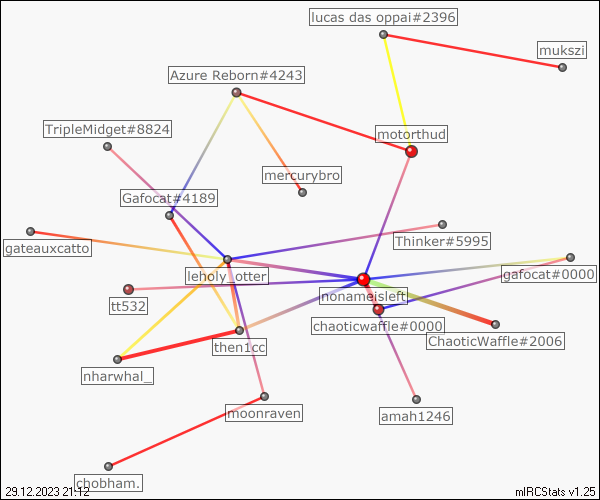 lucas das oppai#2396
mukszi
Azure Reborn#4243
TripleMidget#8824
motorthud
mercurybro
Gafocat#4189
gateauxcatto
Thinker#5995
leholy_otter
gafocat#0000
tt532
nonameisleft
chaoticwaffle#0000
ChaoticWaffle#2006
then1cc
nharwhal_
moonraven
amah1246
chobham.
29.12.2023 21:12
mIRCStats v1.25